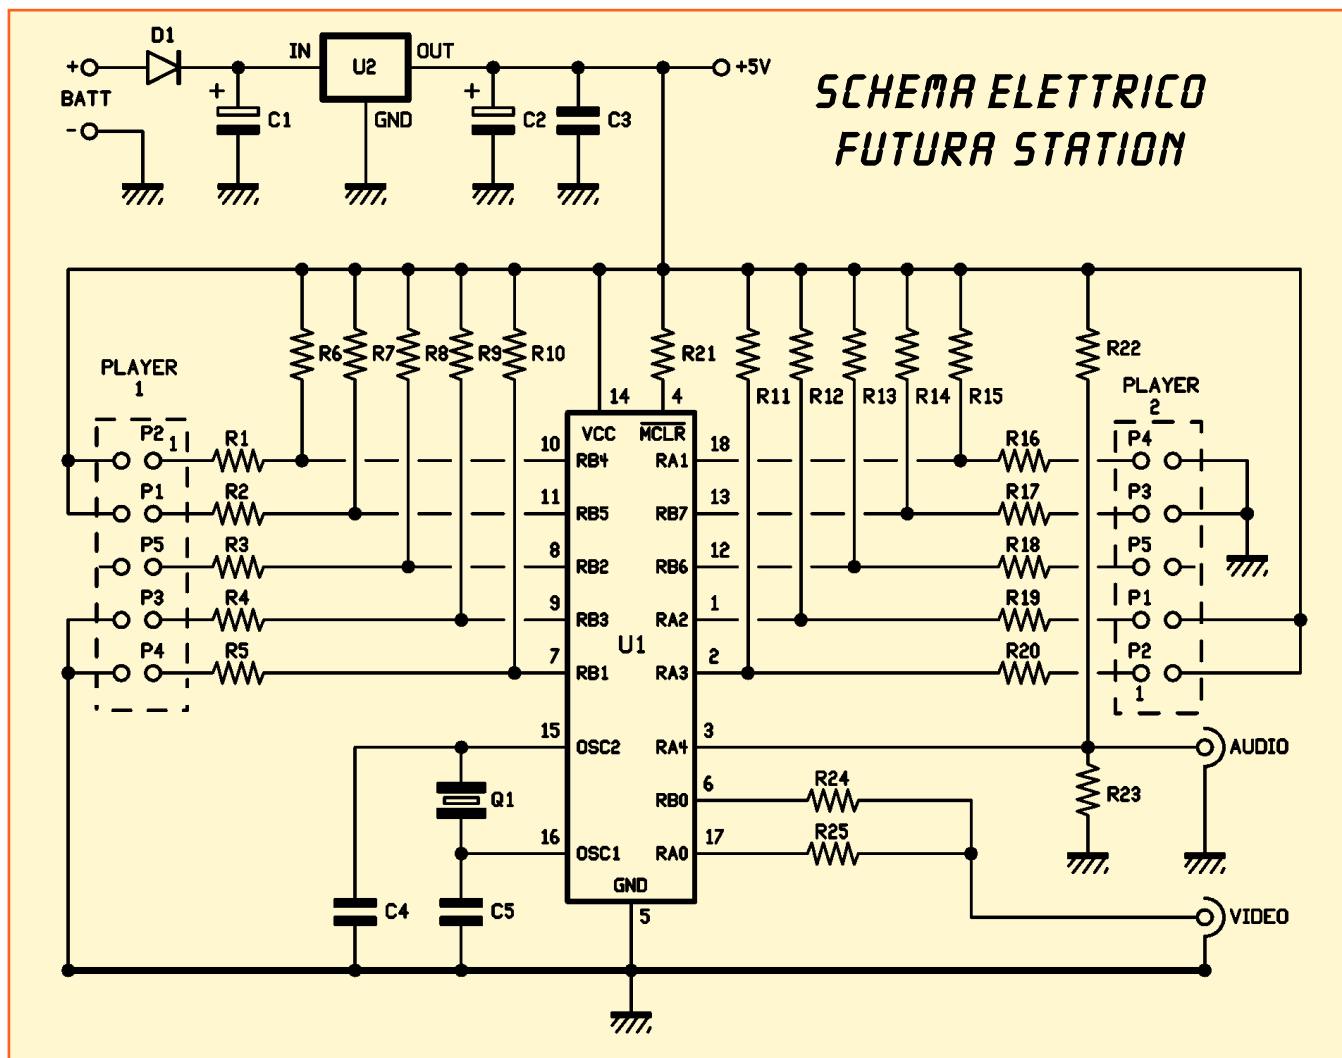 D1
IN
U2
OUT
+
+5V
BATT
+
C1
GND
+
C2
C3
-
SCHEMA ELETTRICO
FUTURA STATION
R6
R7
R8
R9
R10
R21
R11
R12
R13
R14
R15
R22
PLAYER
1
PLAYER
2
14
4
VCC
MCLR
P2
1
R1
10
RB4
RA1
18
R16
P4
P1
R2
11
RB5
RB7
13
R17
P3
P5
R3
8
RB2
RB6
12
R18
P5
P3
R4
9
RB3
RA2
1
R19
P1
U1
P4
R5
7
RB1
RA3
2
R20
P2
1
15
OSC2
RA4
3
AUDIO
Q1
RB0
6
R24
R23
16
OSC1
RA0
17
R25
GND
5
C4
C5
VIDEO